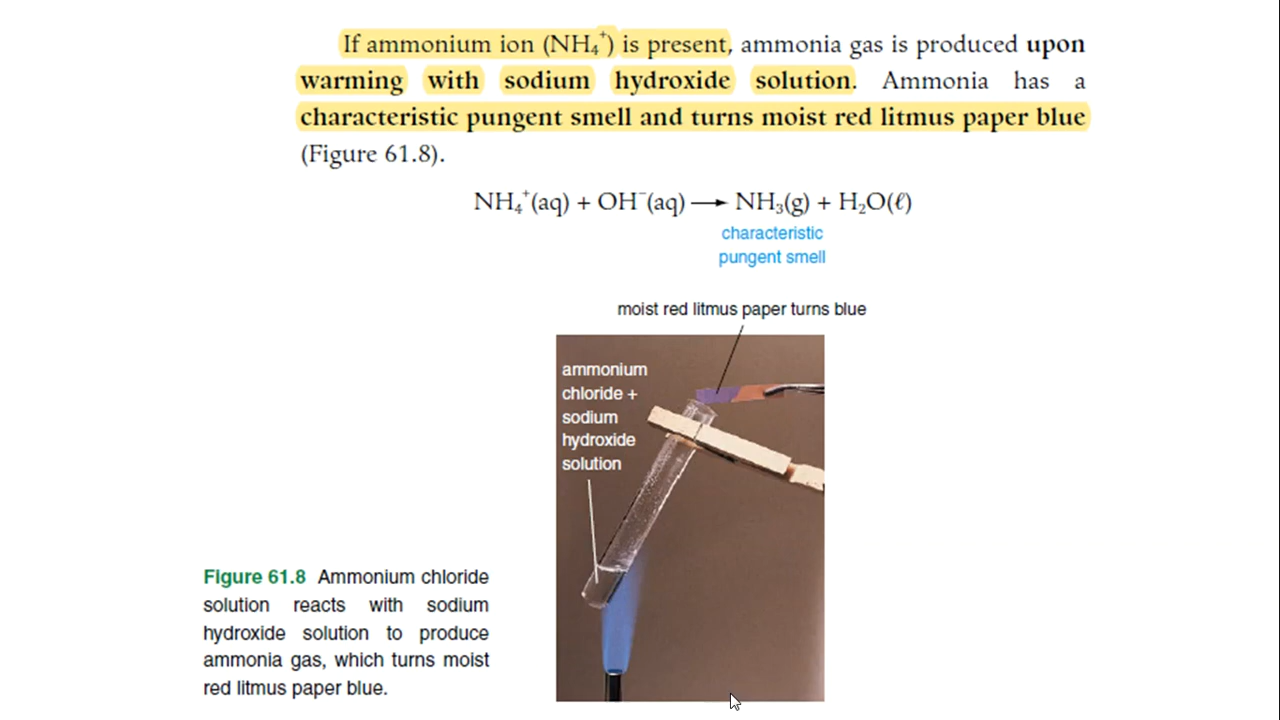 If ammonium ion (NH₄⁺) is present, ammonia gas is produced upon
warming with sodium hydroxide solution. Ammonia has a
characteristic pungent smell and turns moist red litmus paper blue
(Figure 61.8).
NH₄⁺(aq) + OH⁻(aq) ⟶ NH₃(g) + H₂O(ℓ)
characteristic
pungent smell
moist red litmus paper turns blue
ammonium
chloride +
sodium
hydroxide
solution
Figure 61.8 Ammonium chloride
solution reacts with sodium
hydroxide solution to produce
ammonia gas, which turns moist
red litmus paper blue.